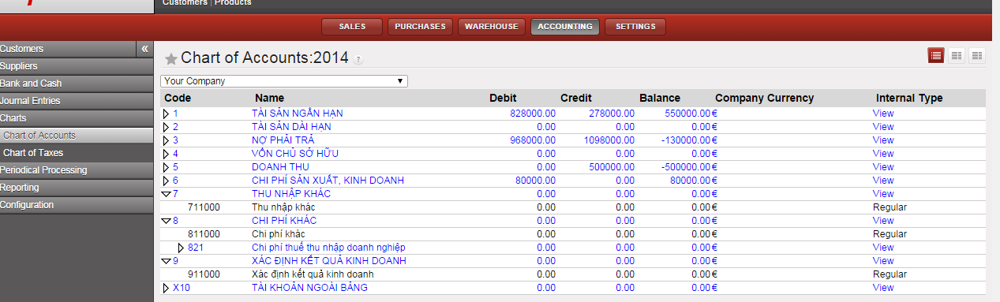 Customers | Products
SALES PURCHASES WAREHOUSE ACCOUNTING SETTINGS
Customers «
Suppliers
Bank and Cash
Journal Entries
Charts
Chart of Accounts
Chart of Taxes
Periodical Processing
Reporting
Configuration
Chart of Accounts:2014 ?
Your Company
Code Name Debit Credit Balance Company Currency Internal Type
1 TÀI SẢN NGẮN HẠN 828000.00 278000.00 550000.00 € View
2 TÀI SẢN DÀI HẠN 0.00 0.00 0.00 € View
3 NỢ PHẢI TRẢ 968000.00 1098000.00 -130000.00 € View
4 VỐN CHỦ SỞ HỮU 0.00 0.00 0.00 € View
5 DOANH THU 0.00 500000.00 -500000.00 € View
6 CHI PHÍ SẢN XUẤT, KINH DOANH 80000.00 0.00 80000.00 € View
7 THU NHẬP KHÁC 0.00 0.00 0.00 € View
711000 Thu nhập khác 0.00 0.00 0.00 € Regular
8 CHI PHÍ KHÁC 0.00 0.00 0.00 € View
811000 Chi phí khác 0.00 0.00 0.00 € Regular
821 Chi phí thuế thu nhập doanh nghiệp 0.00 0.00 0.00 € View
9 XÁC ĐỊNH KẾT QUẢ KINH DOANH 0.00 0.00 0.00 € View
911000 Xác định kết quả kinh doanh 0.00 0.00 0.00 € Regular
X10 TÀI KHOẢN NGOÀI BẢNG 0.00 0.00 0.00 € View